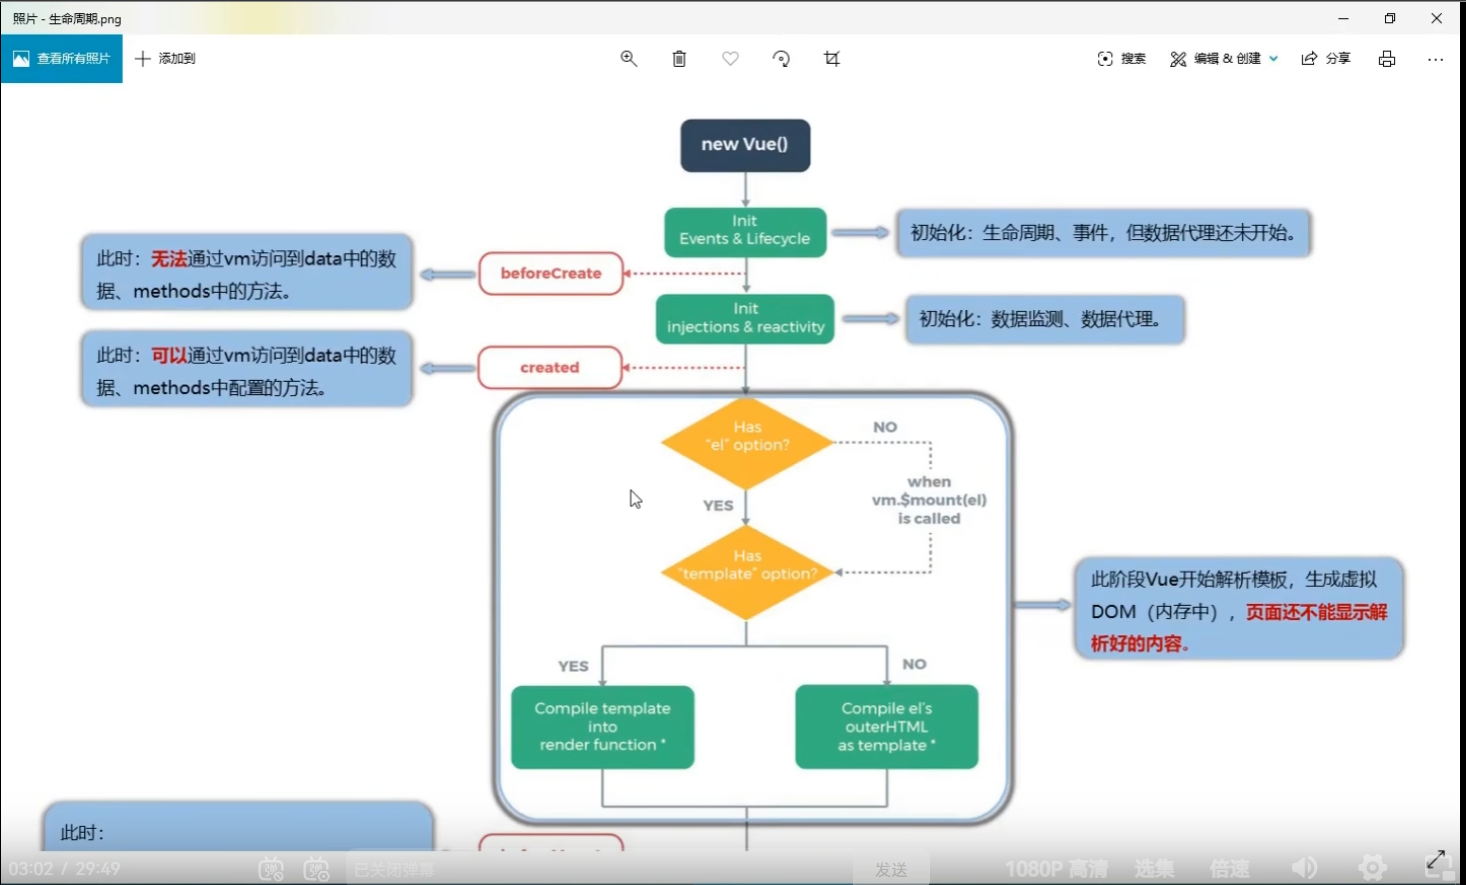 照片 - 生命周期.png
查看所有照片
添加到
搜索
编辑 & 创建
分享
new Vue()
Init
Events & Lifecycle
初始化：生命周期、事件，但数据代理还未开始。
此时：无法通过vm访问到data中的数
据、methods中的方法。
beforeCreate
Init
injections & reactivity
初始化：数据监测、数据代理。
此时：可以通过vm访问到data中的数
据、methods中配置的方法。
created
Has
"el" option?
NO
when
vm.$mount(el)
is called
YES
Has
"template" option?
此阶段Vue开始解析模板，生成虚拟
DOM（内存中），页面还不能显示解
析好的内容。
YES
NO
Compile template
into
render function *
Compile el's
outerHTML
as template *
此时：
03:02 / 29:49
已关闭弹幕
发送
1080P 高清
选集
倍速